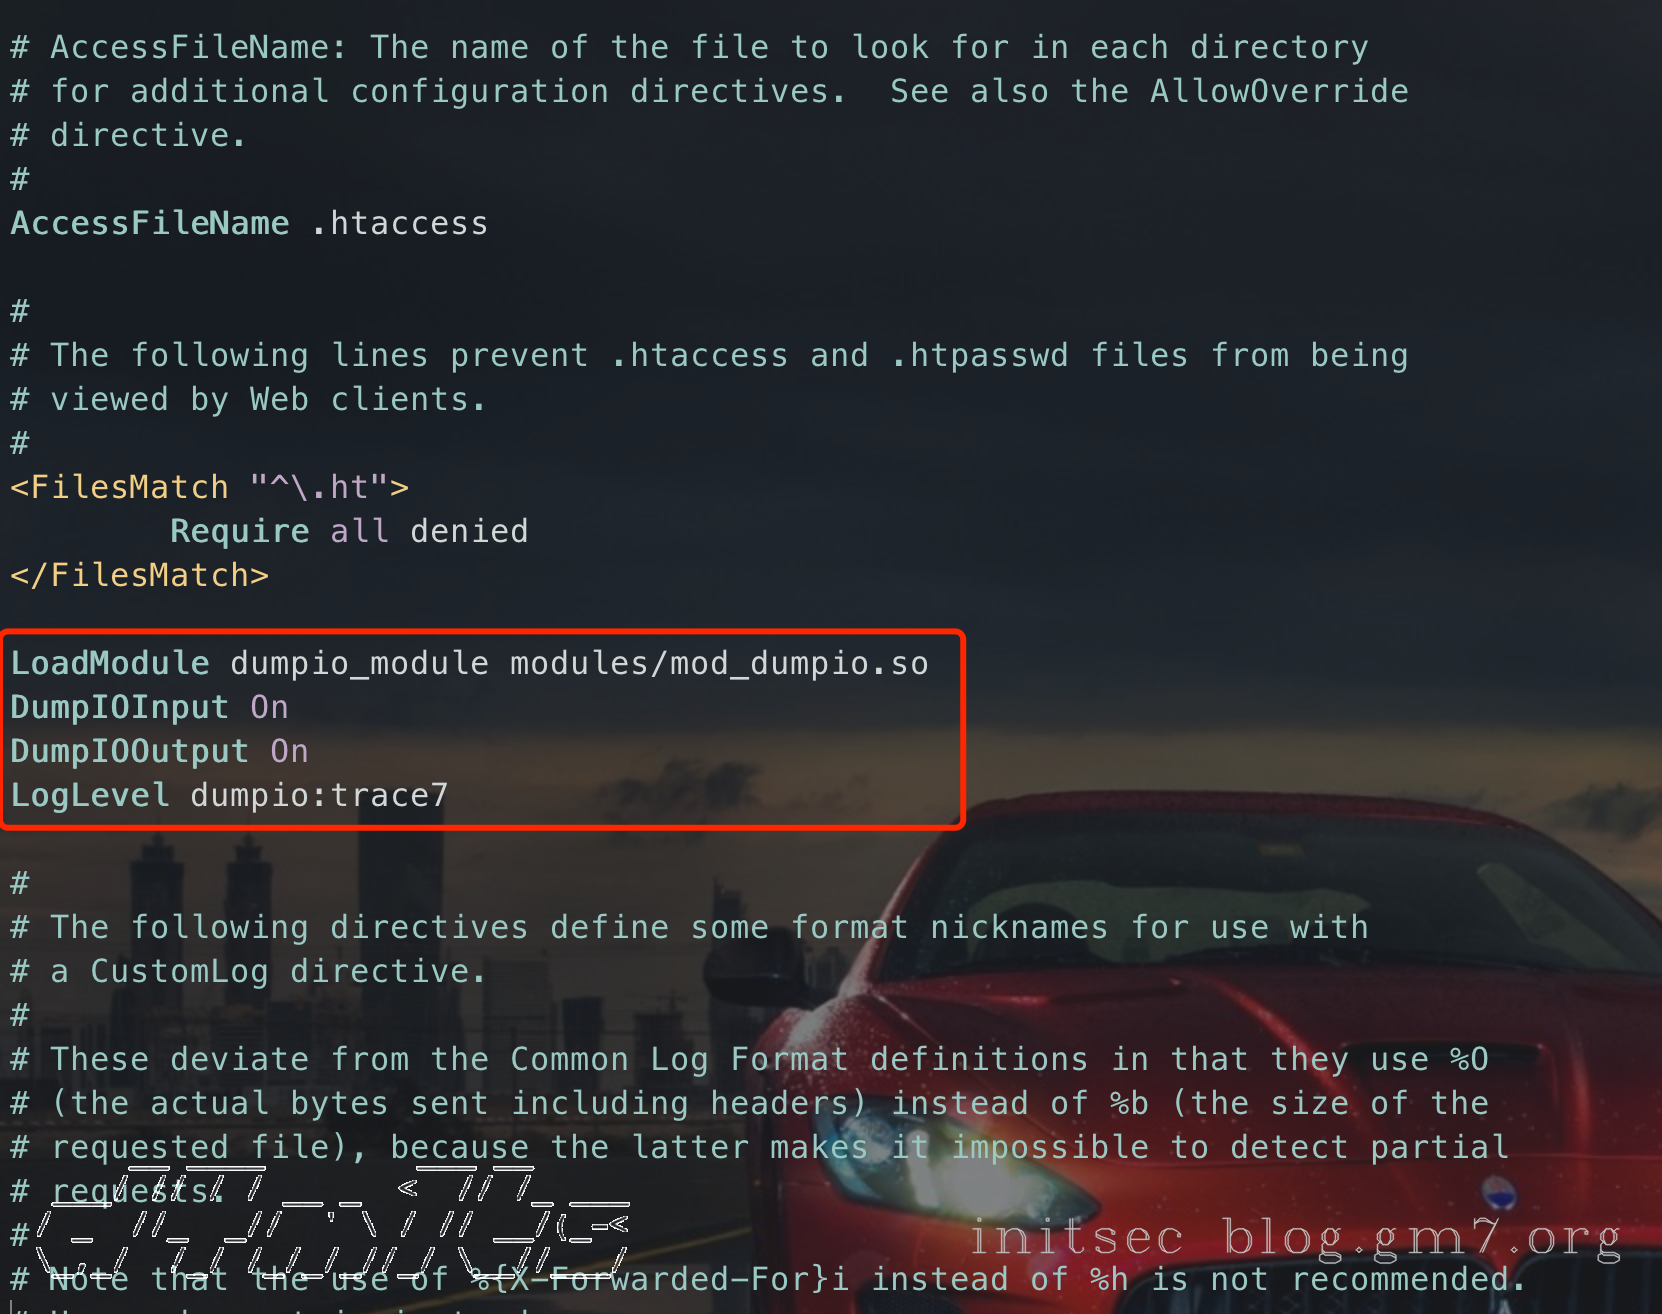 # AccessFileName: The name of the file to look for in each directory
# for additional configuration directives.  See also the AllowOverride
# directive.
#
AccessFileName .htaccess
#
# The following lines prevent .htaccess and .htpasswd files from being
# viewed by Web clients.
#
<FilesMatch "^\.ht">
        Require all denied
</FilesMatch>
LoadModule dumpio_module modules/mod_dumpio.so
DumpIOInput On
DumpIOOutput On
LogLevel dumpio:trace7
#
# The following directives define some format nicknames for use with
# a CustomLog directive.
#
# These deviate from the Common Log Format definitions in that they use %O
# (the actual bytes sent including headers) instead of %b (the size of the
# requested file), because the latter makes it impossible to detect partial
# requests.
#
initsec blog.gm7.org
# Note that the use of %{X-Forwarded-For}i instead of %h is not recommended.